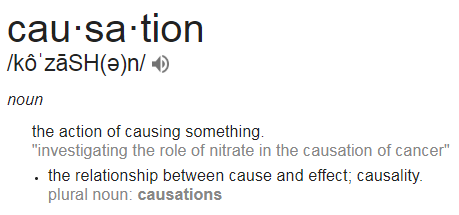 cau·sa·tion
/kôˈzāSH(ə)n/
noun
the action of causing something.
"investigating the role of nitrate in the causation of cancer"
• the relationship between cause and effect; causality.
plural noun: causations